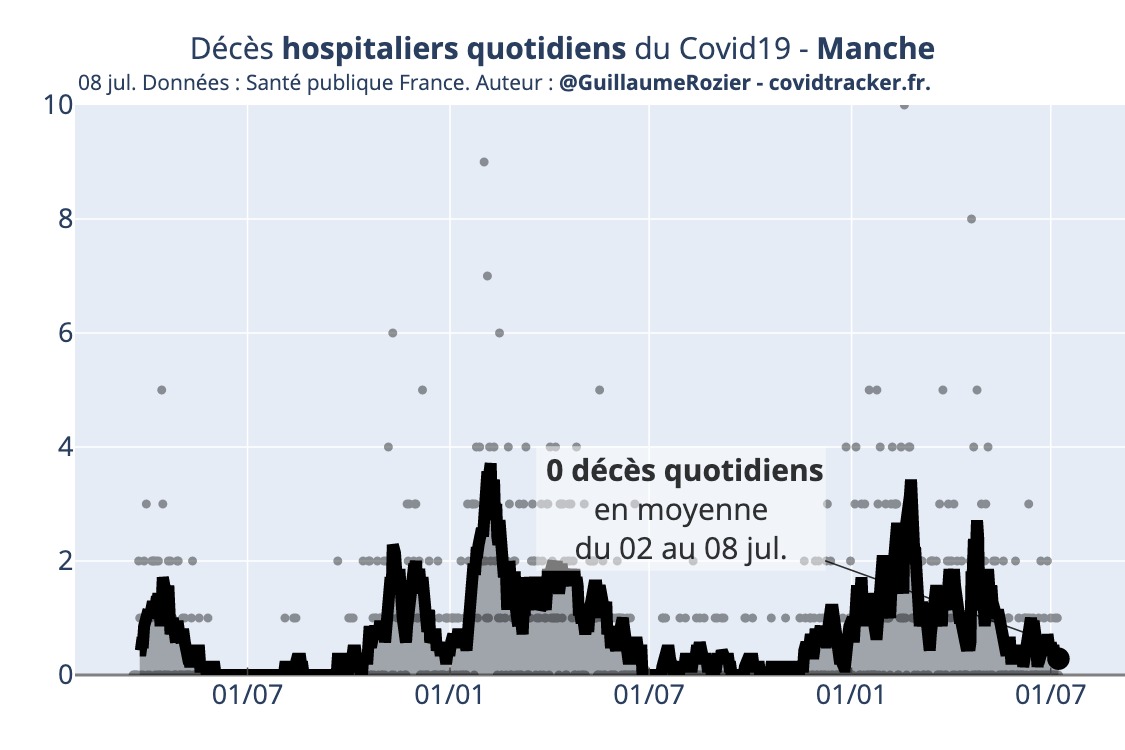 Décès hospitaliers quotidiens du Covid19 - Manche
08 jul. Données : Santé publique France. Auteur : @GuillaumeRozier - covidtracker.fr.
10
8
6
4
0 décès quotidiens
en moyenne
du 02 au 08 jul.
2
0
01/07 01/01 01/07 01/01 01/07